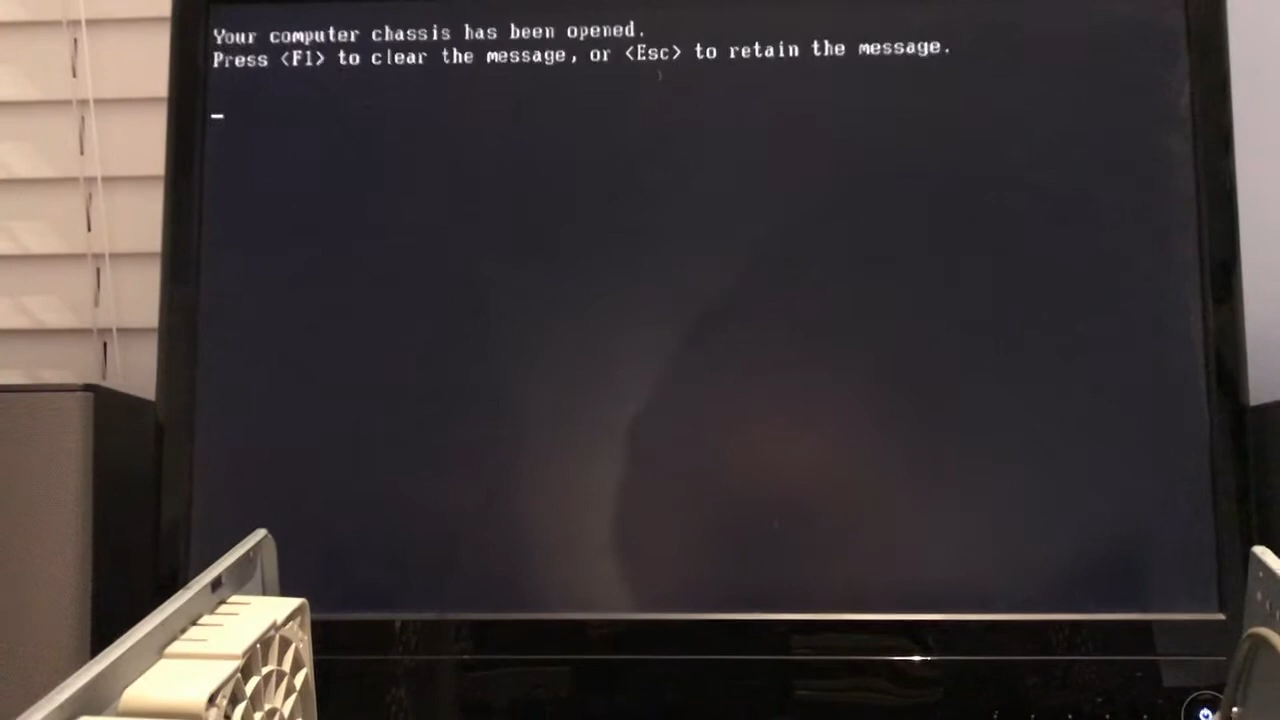 Your computer chassis has been opened.
Press <F1> to clear the message, or <Esc> to retain the message.